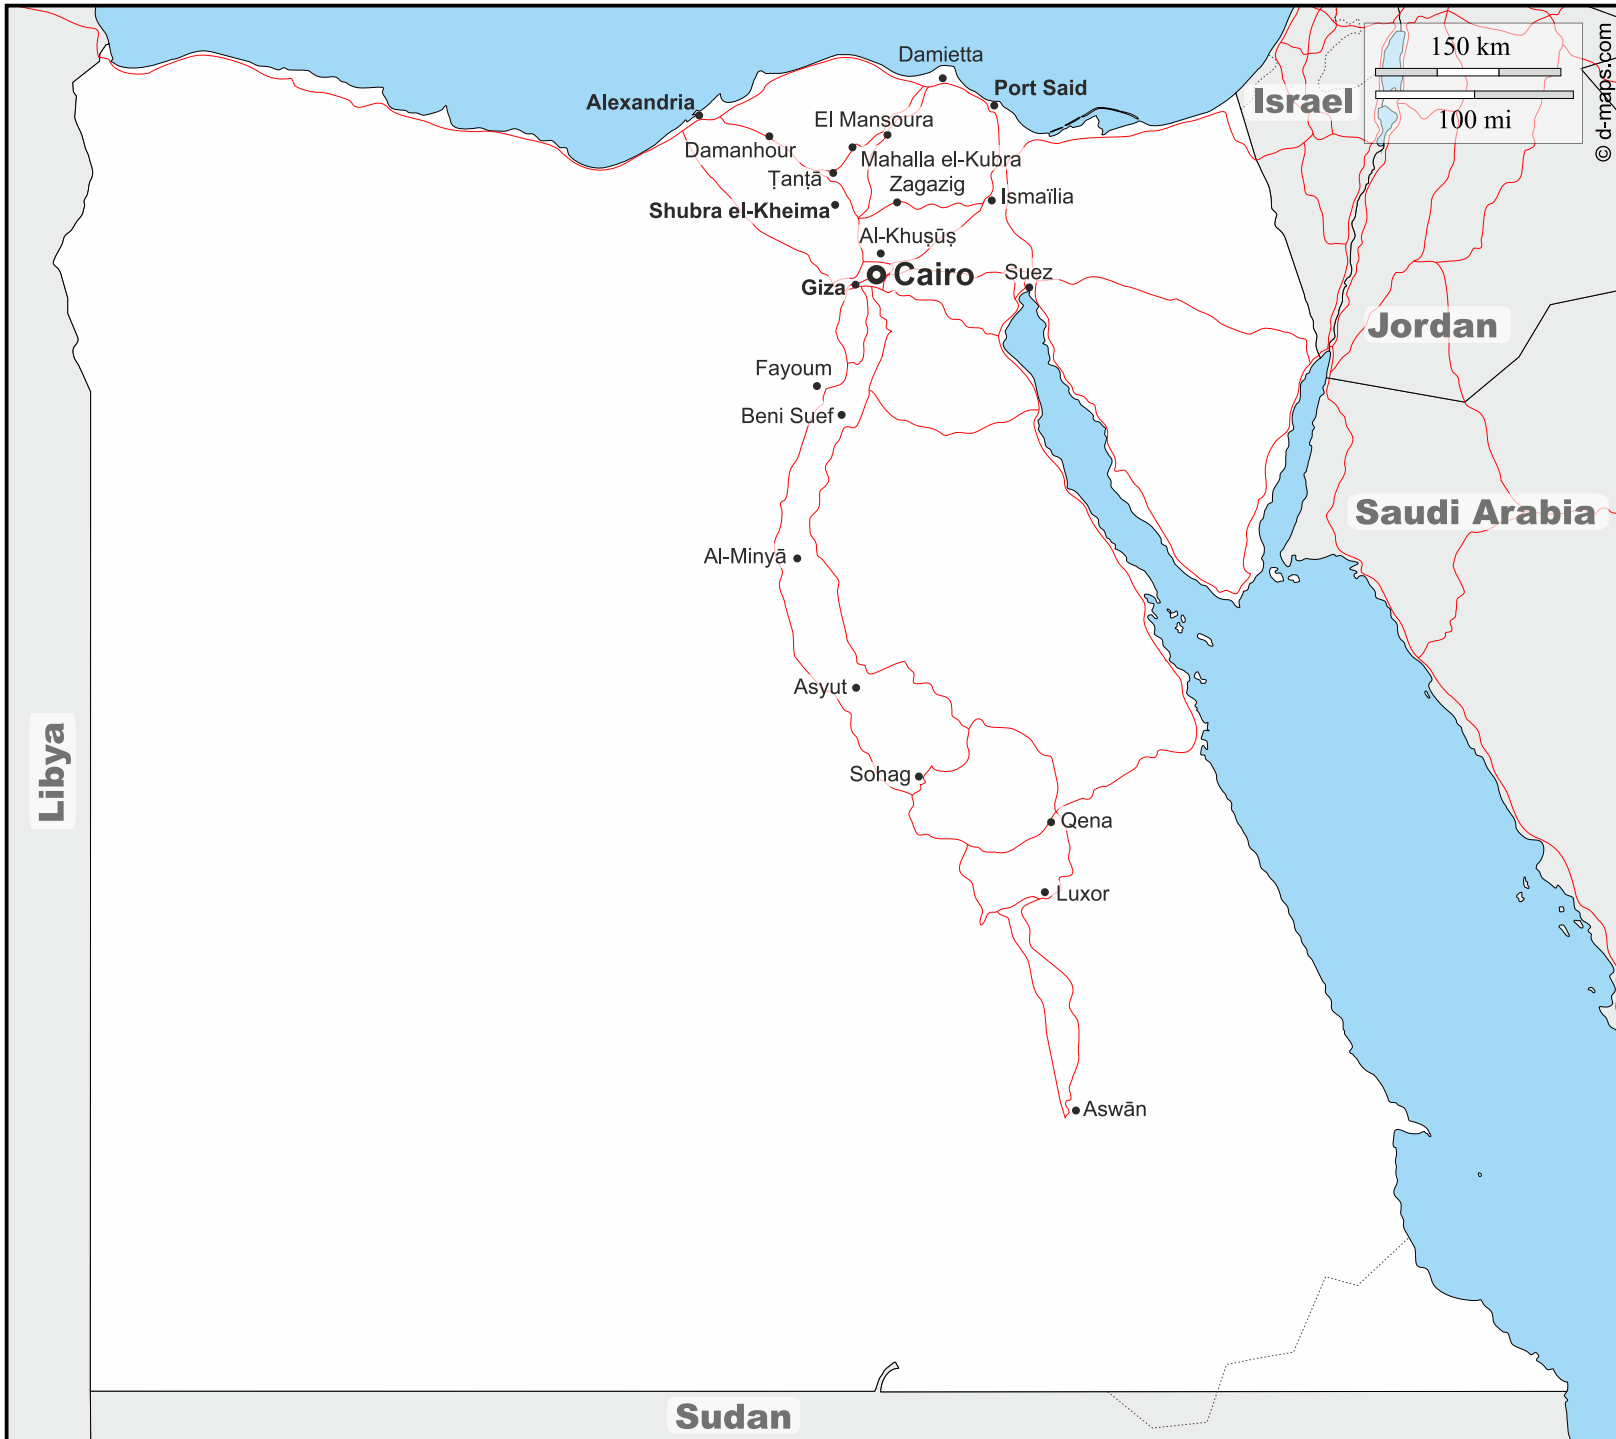 Damietta
150 km
© d-maps.com
Alexandria
Port Said
Israel
100 mi
El Mansoura
Damanhour
Mahalla el-Kubra
Ṭanṭā
Zagazig
Ismaïlia
Shubra el-Kheima
Al-Khuṣūṣ
Cairo
Suez
Giza
Jordan
Fayoum
Beni Suef
Saudi Arabia
Al-Minyā
Asyut
Libya
Sohag
Qena
Luxor
Aswān
Sudan